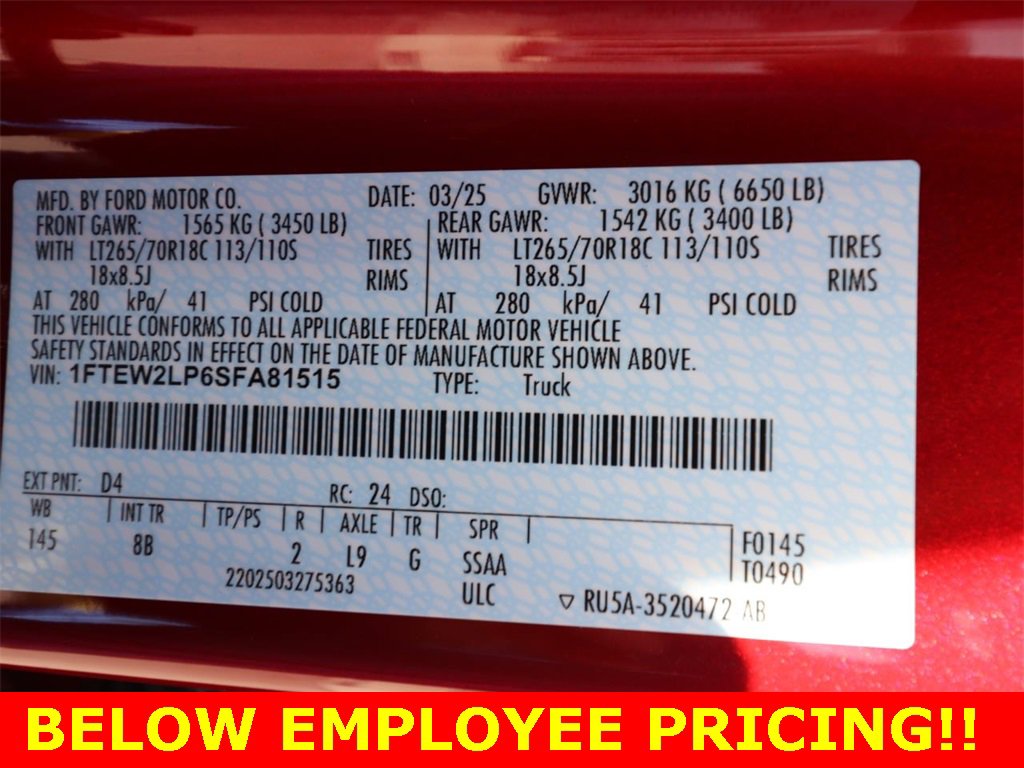 MFD. BY FORD MOTOR CO. DATE: 03/25 GVWR: 3016 KG ( 6650 LB)
FRONT GAWR: 1565 KG ( 3450 LB) REAR GAWR: 1542 KG ( 3400 LB)
WITH LT265/70R18C 113/110S TIRES WITH LT265/70R18C 113/110S TIRES
18x8.5J RIMS 18x8.5J RIMS
AT 280 kPa/ 41 PSI COLD AT 280 kPa/ 41 PSI COLD
THIS VEHICLE CONFORMS TO ALL APPLICABLE FEDERAL MOTOR VEHICLE
SAFETY STANDARDS IN EFFECT ON THE DATE OF MANUFACTURE SHOWN ABOVE.
VIN: 1FTEW2LP6SFA81515 TYPE: Truck
EXT PNT: D4 RC: 24 DSO:
WB INT TR TP/PS R AXLE TR SPR F0145
145 8B 2 L9 G SSAA T0490
2202503275363 ULC ▽ RU5A-3520472 AB
BELOW EMPLOYEE PRICING!!